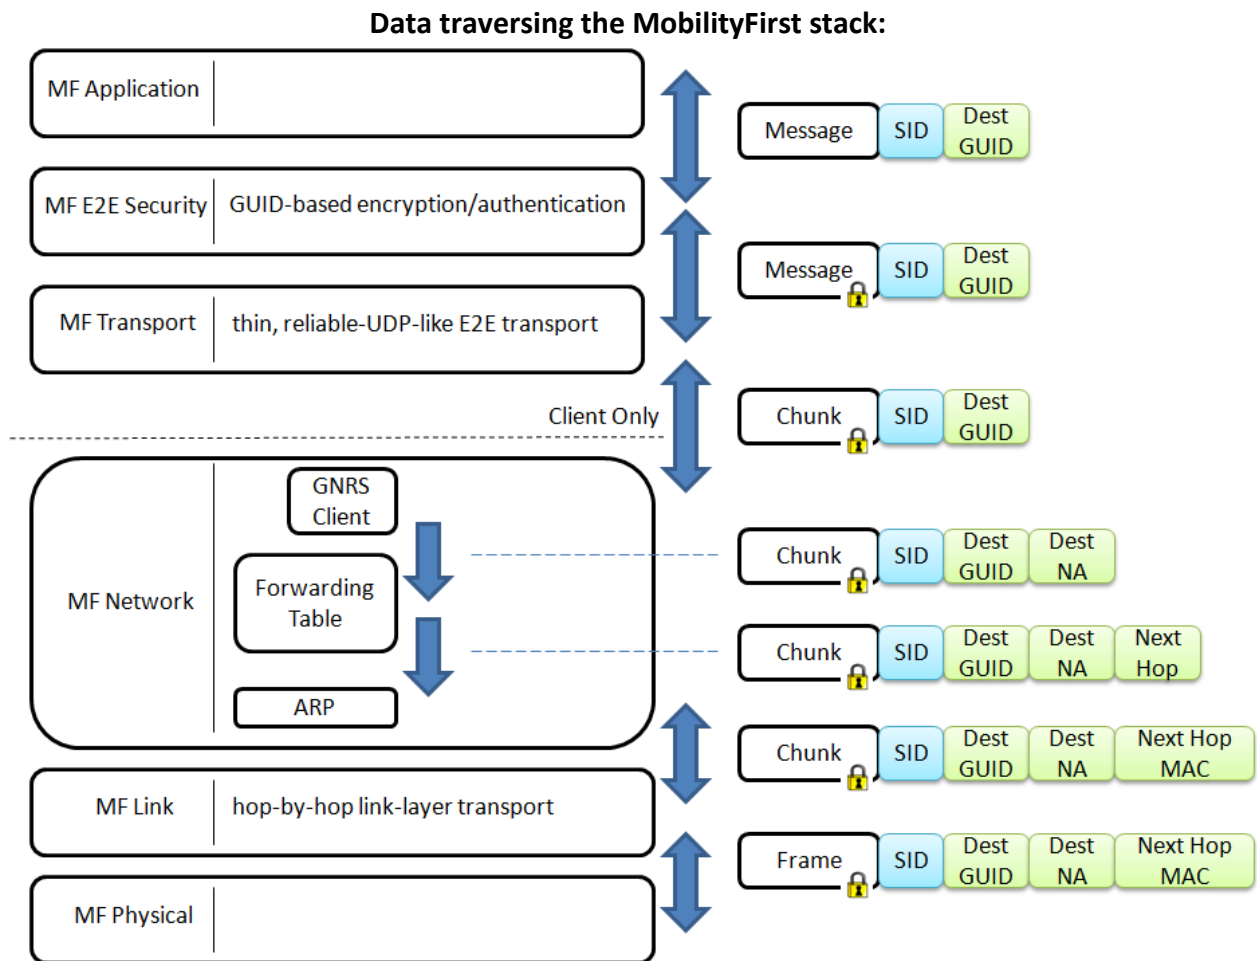 Data traversing the MobilityFirst stack:
MF Application
Message
SID
Dest
GUID
MF E2E Security
GUID-based encryption/authentication
Message
SID
Dest
GUID
MF Transport
thin, reliable-UDP-like E2E transport
Client Only
Chunk
SID
Dest
GUID
MF Network
GNRS
Client
Forwarding
Table
ARP
Chunk
SID
Dest
GUID
Dest
NA
Chunk
SID
Dest
GUID
Dest
NA
Next
Hop
Chunk
SID
Dest
GUID
Dest
NA
Next Hop
MAC
MF Link
hop-by-hop link-layer transport
Frame
SID
Dest
GUID
Dest
NA
Next Hop
MAC
MF Physical